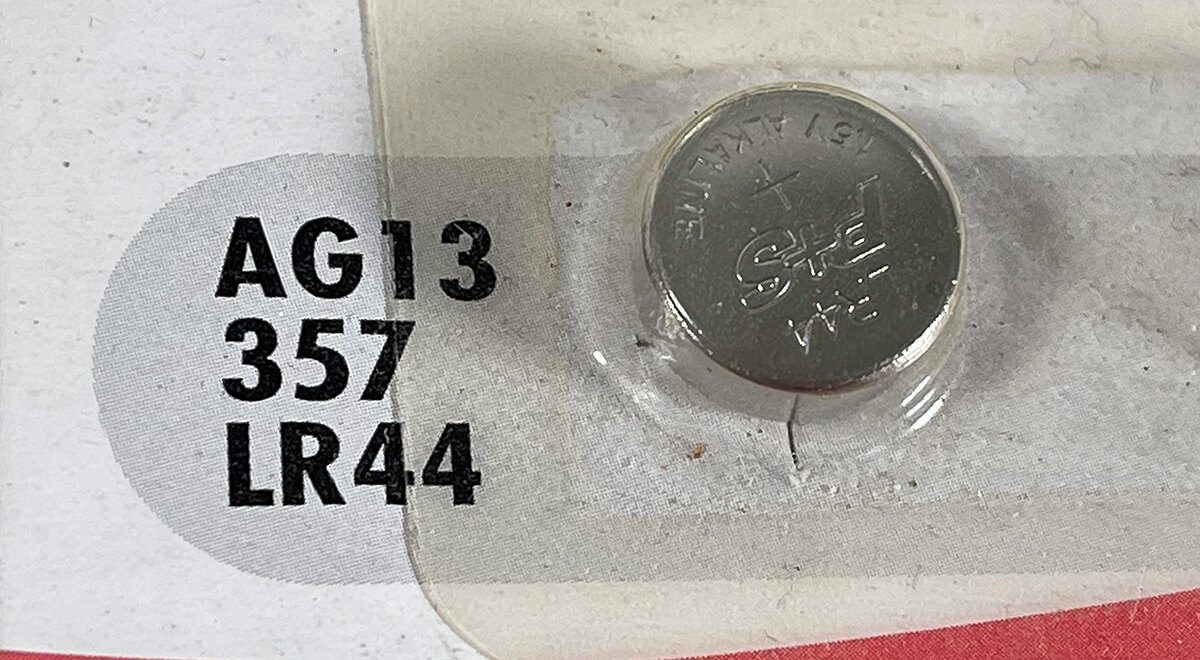 AG13
357
LR44
1.5V ALKALINE
+